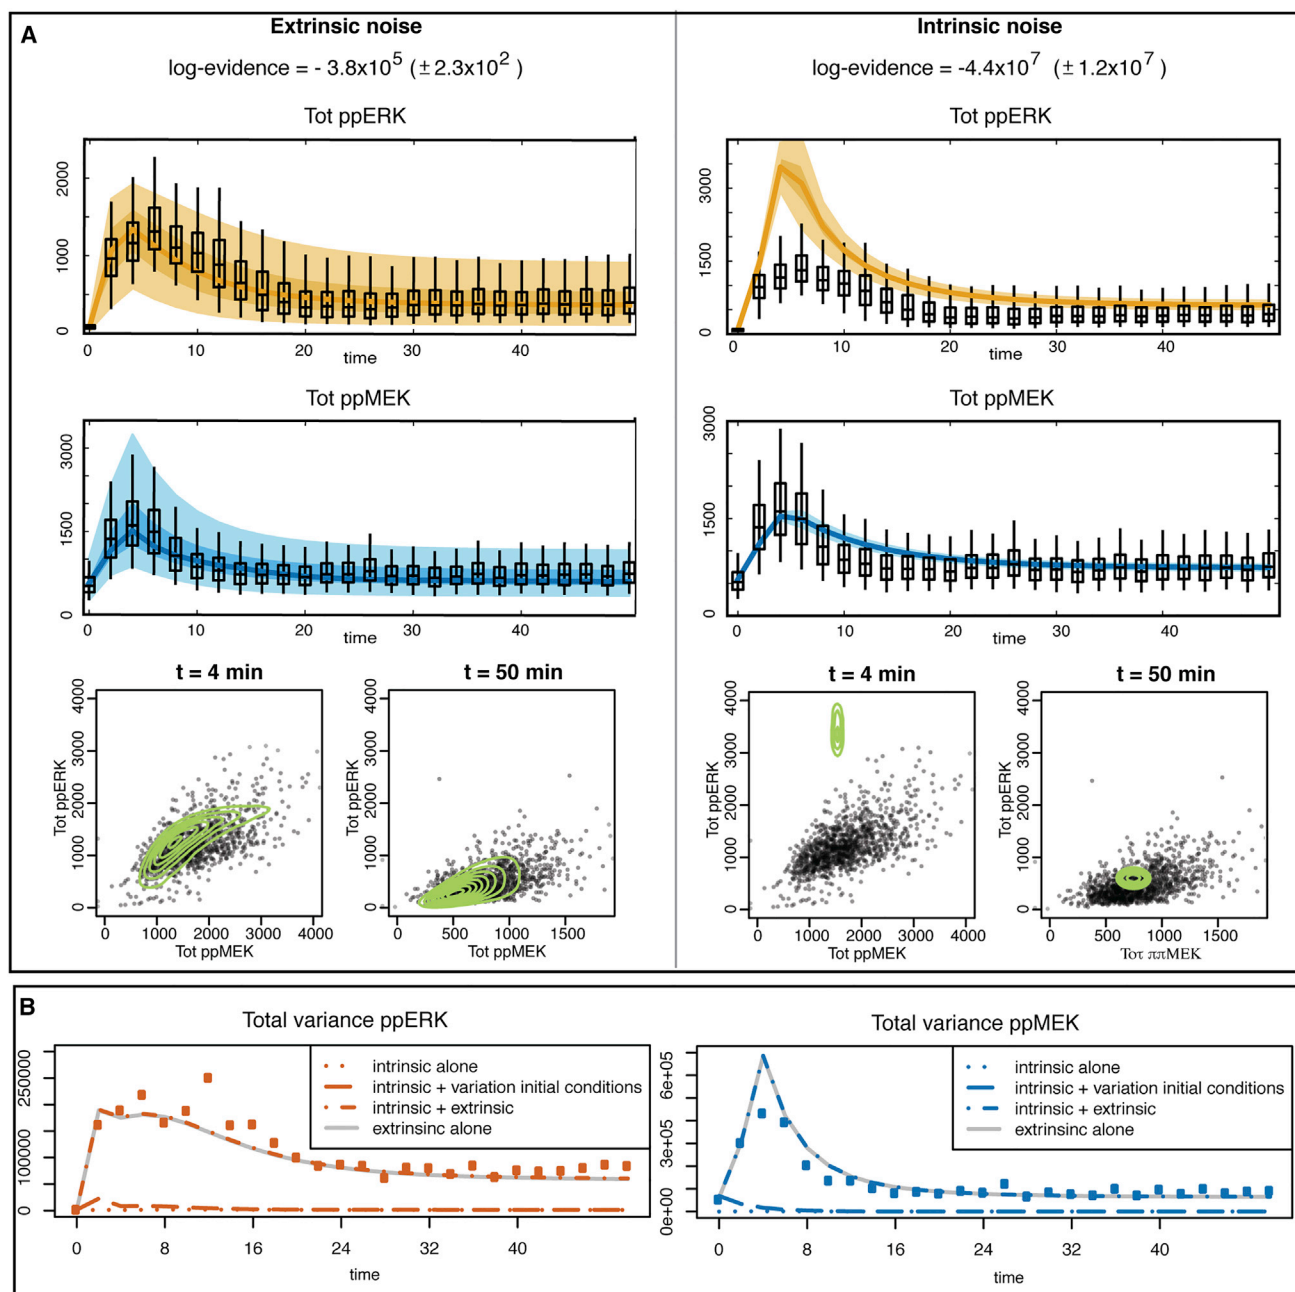 A
Extrinsic noise
log-evidence = - 3.8x10^5 (±2.3x10^2 )
Tot ppERK
0 1000 2000
0 10 20 30 40
time
Tot ppMEK
0 1500 3000
0 10 20 30 40
time
t = 4 min
Tot ppERK
0 1000 2000 3000 4000
0 1000 2000 3000 4000
Tot ppMEK
t = 50 min
Tot ppERK
0 1000 2000 3000 4000
0 500 1000 1500
Tot ppMEK
Intrinsic noise
log-evidence = -4.4x10^7 (±1.2x10^7 )
Tot ppERK
0 1500 3000
0 10 20 30 40
time
Tot ppMEK
0 1500 3000
0 10 20 30 40
time
t = 4 min
Tot ppERK
0 1000 2000 3000 4000
0 1000 2000 3000 4000
Tot ppMEK
t = 50 min
Tot ppERK
0 1000 2000 3000 4000
0 500 1000 1500
Τοτ ππMEK
B
Total variance ppERK
0 100000 250000
intrinsic alone
intrinsic + variation initial conditions
intrinsic + extrinsic
extrinsinc alone
0 8 16 24 32 40
time
Total variance ppMEK
0e+00 3e+05 6e+05
intrinsic alone
intrinsic + variation initial conditions
intrinsic + extrinsic
extrinsinc alone
0 8 16 24 32 40
time